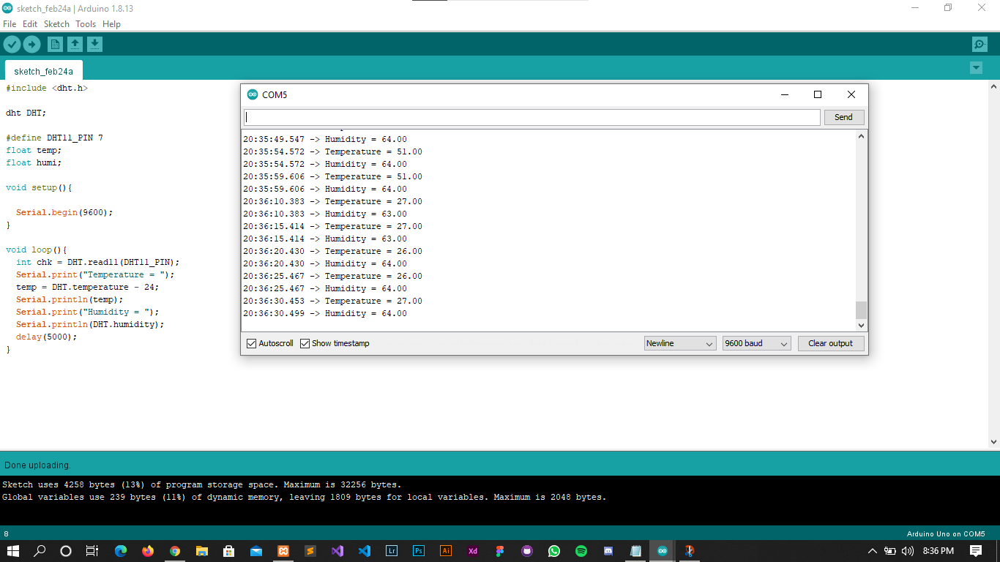 sketch_feb24a | Arduino 1.8.13
File Edit Sketch Tools Help
sketch_feb24a
#include <dht.h>
dht DHT;
#define DHT11_PIN 7
float temp;
float humi;
void setup(){
Serial.begin(9600);
}
void loop(){
int chk = DHT.read11(DHT11_PIN);
Serial.print("Temperature = ");
temp = DHT.temperature - 24;
Serial.println(temp);
Serial.print("Humidity = ");
Serial.println(DHT.humidity);
delay(5000);
}
COM5
Send
20:35:49.547 -> Humidity = 64.00
20:35:54.572 -> Temperature = 51.00
20:35:54.572 -> Humidity = 64.00
20:35:59.606 -> Temperature = 51.00
20:35:59.606 -> Humidity = 64.00
20:36:10.383 -> Temperature = 27.00
20:36:10.383 -> Humidity = 63.00
20:36:15.414 -> Temperature = 27.00
20:36:15.414 -> Humidity = 63.00
20:36:20.430 -> Temperature = 26.00
20:36:20.430 -> Humidity = 64.00
20:36:25.467 -> Temperature = 26.00
20:36:25.467 -> Humidity = 64.00
20:36:30.453 -> Temperature = 27.00
20:36:30.499 -> Humidity = 64.00
Autoscroll Show timestamp Newline 9600 baud Clear output
Done uploading.
Sketch uses 4258 bytes (13%) of program storage space. Maximum is 32256 bytes.
Global variables use 239 bytes (11%) of dynamic memory, leaving 1809 bytes for local variables. Maximum is 2048 bytes.
8 Arduino Uno on COM5
Lr Ps Ai Xd 8:36 PM